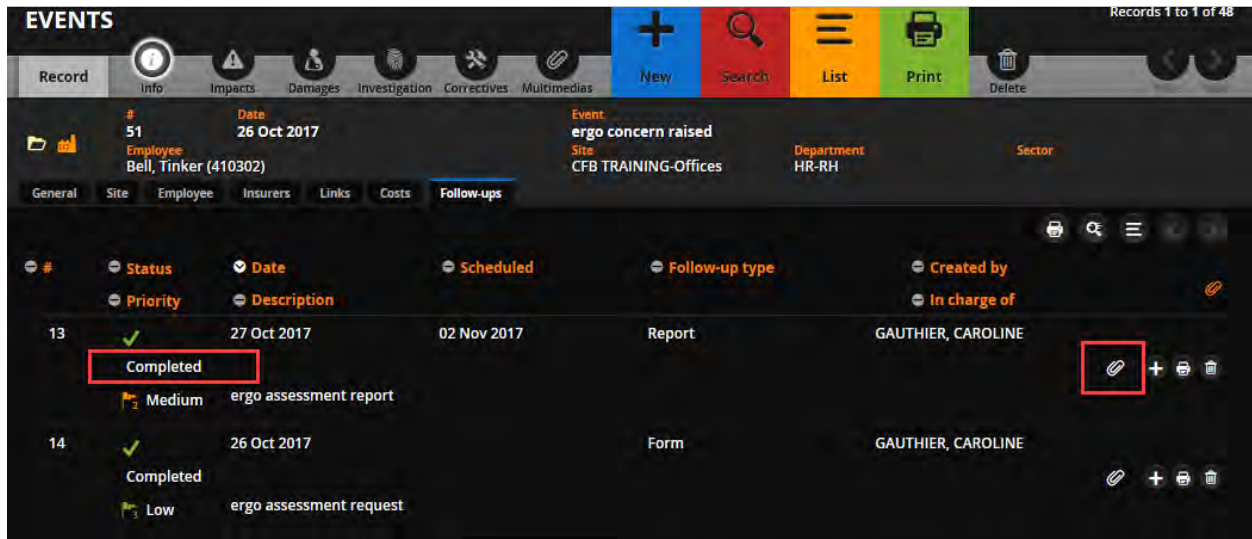 EVENTS
Records 1 to 1 of 48
Record
Info
Impacts
Damages
Investigation
Correctives
Multimedias
New
Search
List
Print
Delete
# Date Event
51 26 Oct 2017 ergo concern raised
Employee Site Department Sector
Bell, Tinker (410302) CFB TRAINING-Offices HR-RH
General Site Employee Insurers Links Costs Follow-ups
# Status Date Scheduled Follow-up type Created by
Priority Description In charge of
13 27 Oct 2017 02 Nov 2017 Report GAUTHIER, CAROLINE
Completed
2 Medium ergo assessment report
14 26 Oct 2017 Form GAUTHIER, CAROLINE
Completed
3 Low ergo assessment request